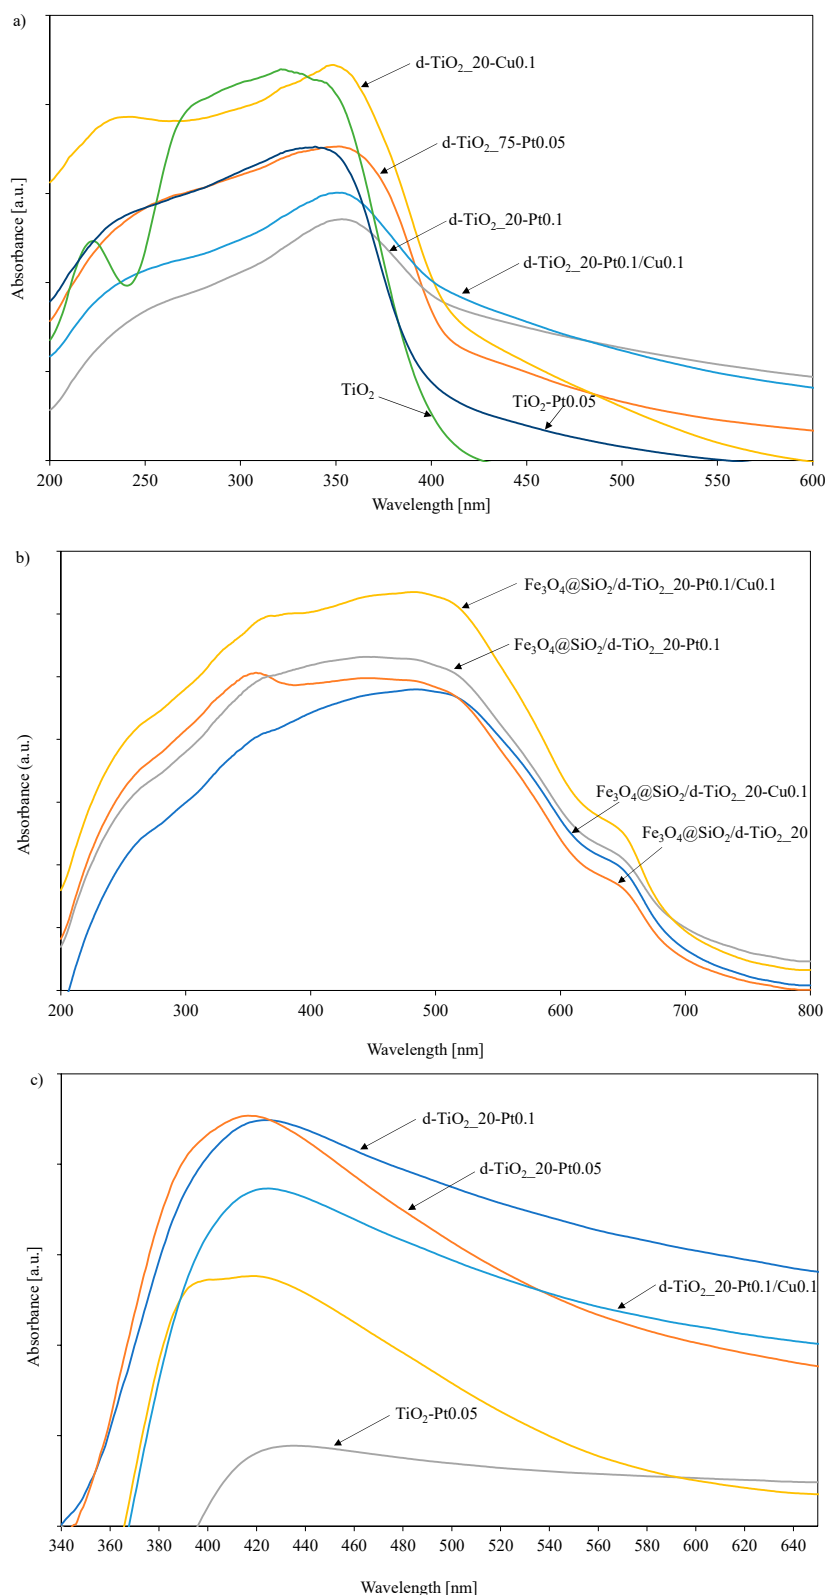 a)
d-TiO₂_20-Cu0.1
d-TiO₂_75-Pt0.05
d-TiO₂_20-Pt0.1
d-TiO₂_20-Pt0.1/Cu0.1
TiO₂
TiO₂-Pt0.05
Absorbance [a.u.]
200 250 300 350 400 450 500 550 600
Wavelength [nm]
b)
Fe₃O₄@SiO₂/d-TiO₂_20-Pt0.1/Cu0.1
Fe₃O₄@SiO₂/d-TiO₂_20-Pt0.1
Fe₃O₄@SiO₂/d-TiO₂_20-Cu0.1
Fe₃O₄@SiO₂/d-TiO₂_20
Absorbance (a.u.)
200 300 400 500 600 700 800
Wavelength [nm]
c)
d-TiO₂_20-Pt0.1
d-TiO₂_20-Pt0.05
d-TiO₂_20-Pt0.1/Cu0.1
TiO₂-Pt0.05
Absorbance [a.u.]
340 360 380 400 420 440 460 480 500 520 540 560 580 600 620 640
Wavelength [nm]